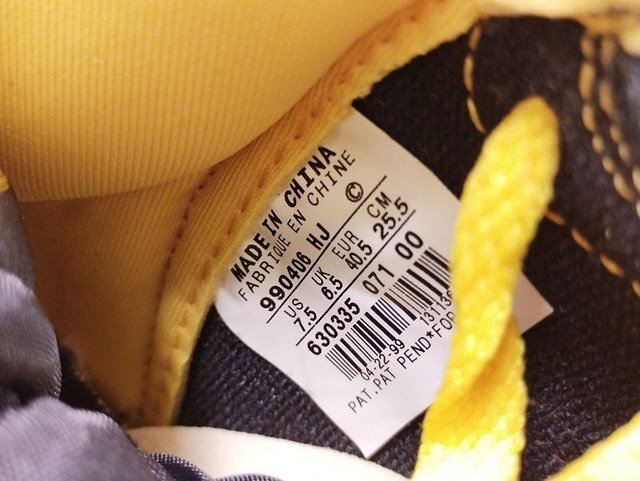 MADE IN CHINA
FABRIQUE EN CHINE
990406 HJ ©
US UK EUR CM
7.5 6.5 40.5 25.5
630335 071 00
04-22-99
PAT.PAT PEND*FOR